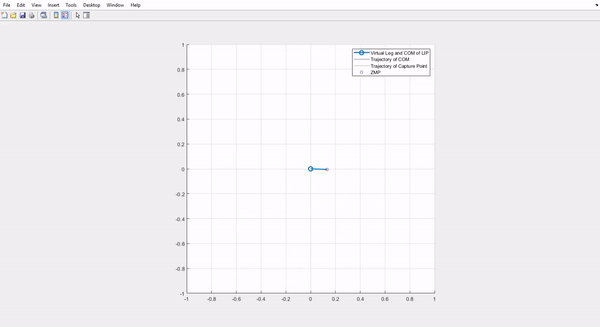 File Edit View Insert Tools Desktop Window Help
1
Virtual Leg and COM of LIP
Trajectory of COM
Trajectory of Capture Point
ZMP
0.8
0.6
0.4
0.2
0
-0.2
-0.4
-0.6
-0.8
-1
-1 -0.8 -0.6 -0.4 -0.2 0 0.2 0.4 0.6 0.8 1